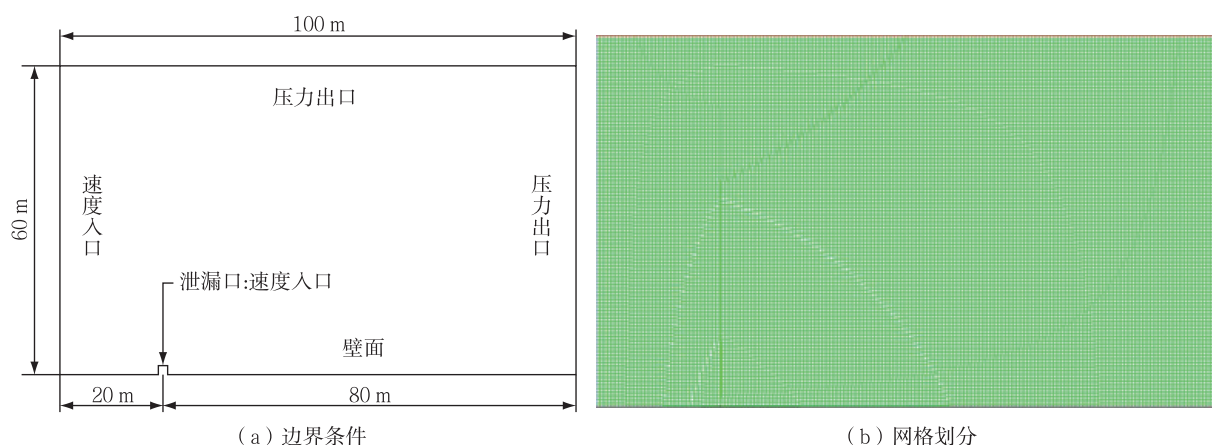 100 m
压力出口
速度入口
压力出口
60 m
泄漏口:速度入口
壁面
20 m
80 m
（a）边界条件
（b）网格划分